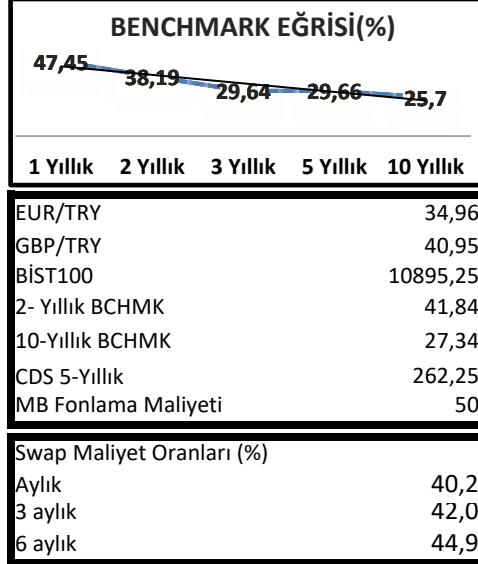 BENCHMARK EĞRİSİ(%)
47,45 38,19 29,64 29,66 25,7
1 Yıllık 2 Yıllık 3 Yıllık 5 Yıllık 10 Yıllık
EUR/TRY 34,96
GBP/TRY 40,95
BİST100 10895,25
2- Yıllık BCHMK 41,84
10-Yıllık BCHMK 27,34
CDS 5-Yıllık 262,25
MB Fonlama Maliyeti 50
Swap Maliyet Oranları (%)
Aylık 40,2
3 aylık 42,0
6 aylık 44,9